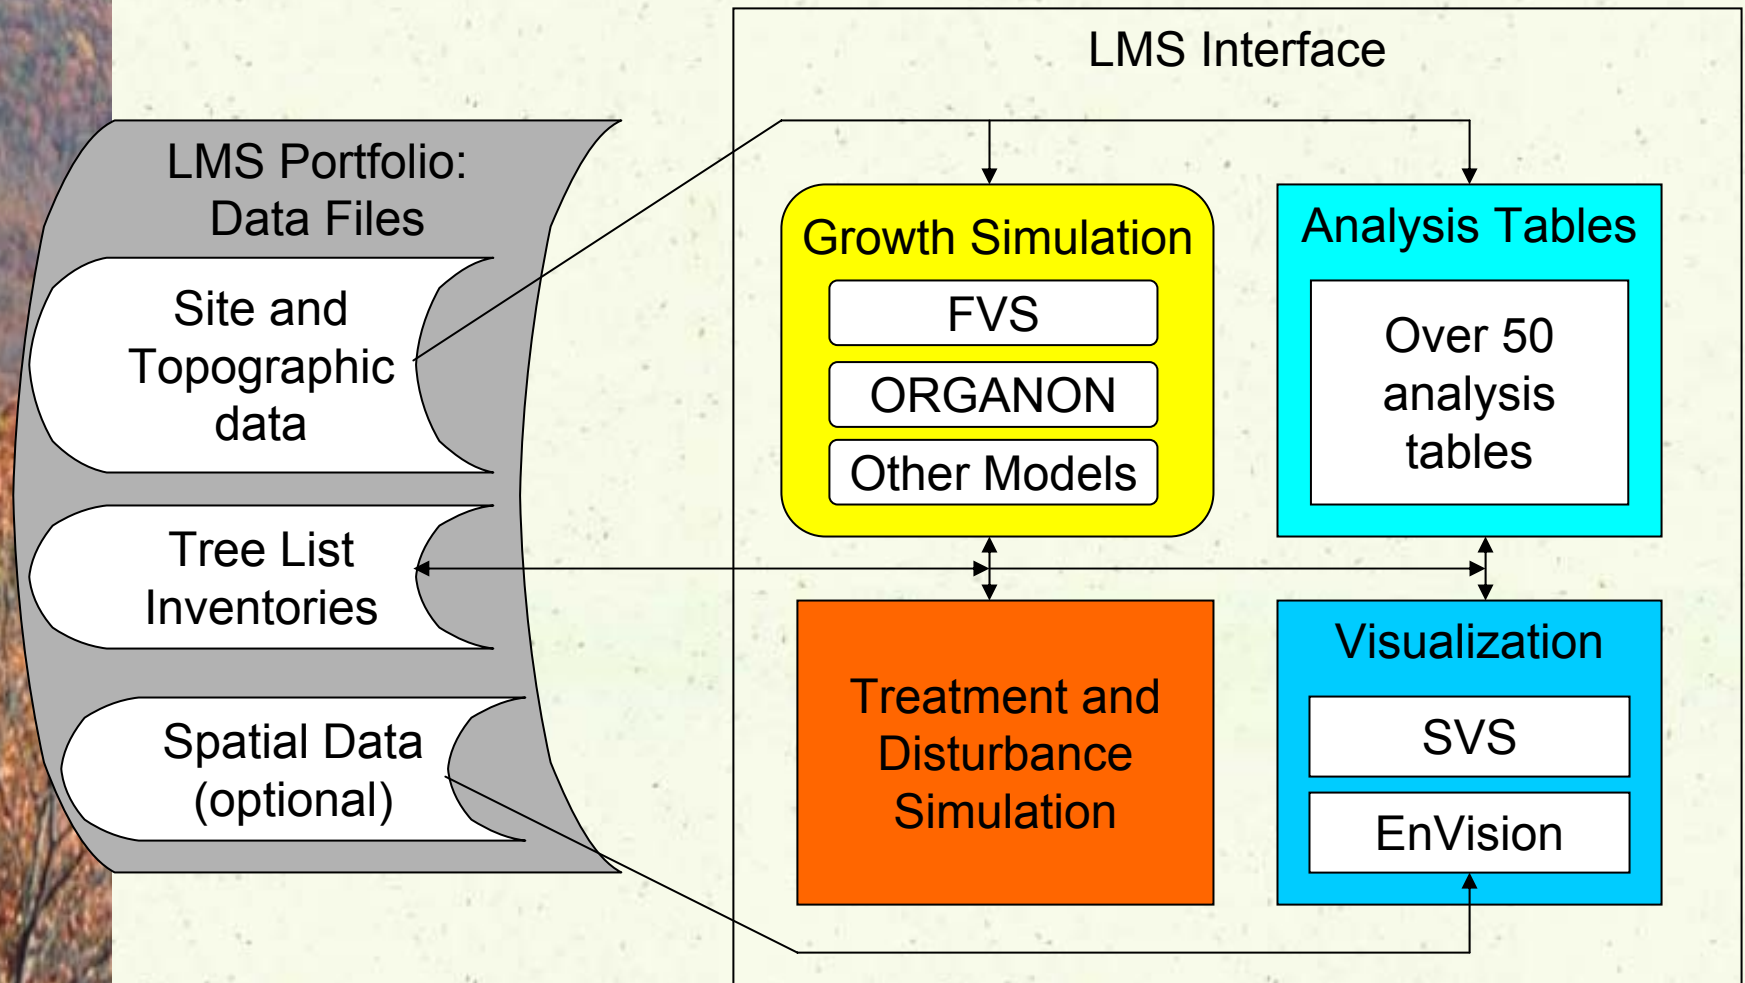 LMS Interface
LMS Portfolio:
Data Files
Site and
Topographic
data
Tree List
Inventories
Spatial Data
(optional)
Growth Simulation
FVS
ORGANON
Other Models
Analysis Tables
Over 50
analysis
tables
Treatment and
Disturbance
Simulation
Visualization
SVS
EnVision